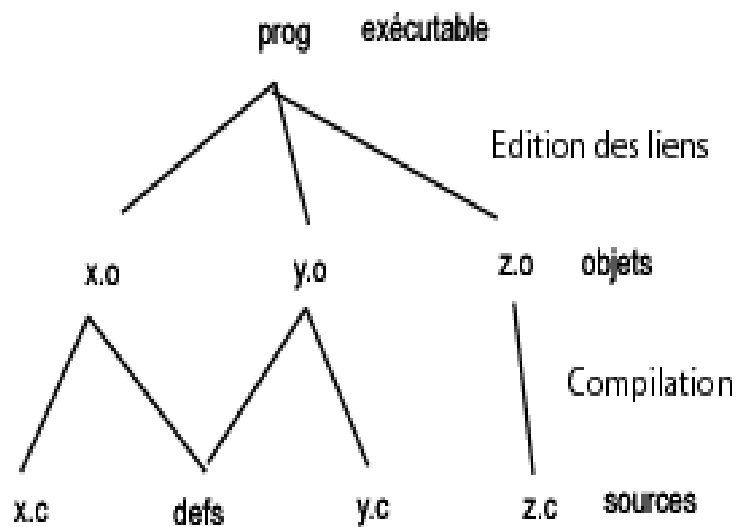 prog exécutable
Edition des liens
x.o y.o z.o objets
Compilation
x.c defs y.c z.c sources